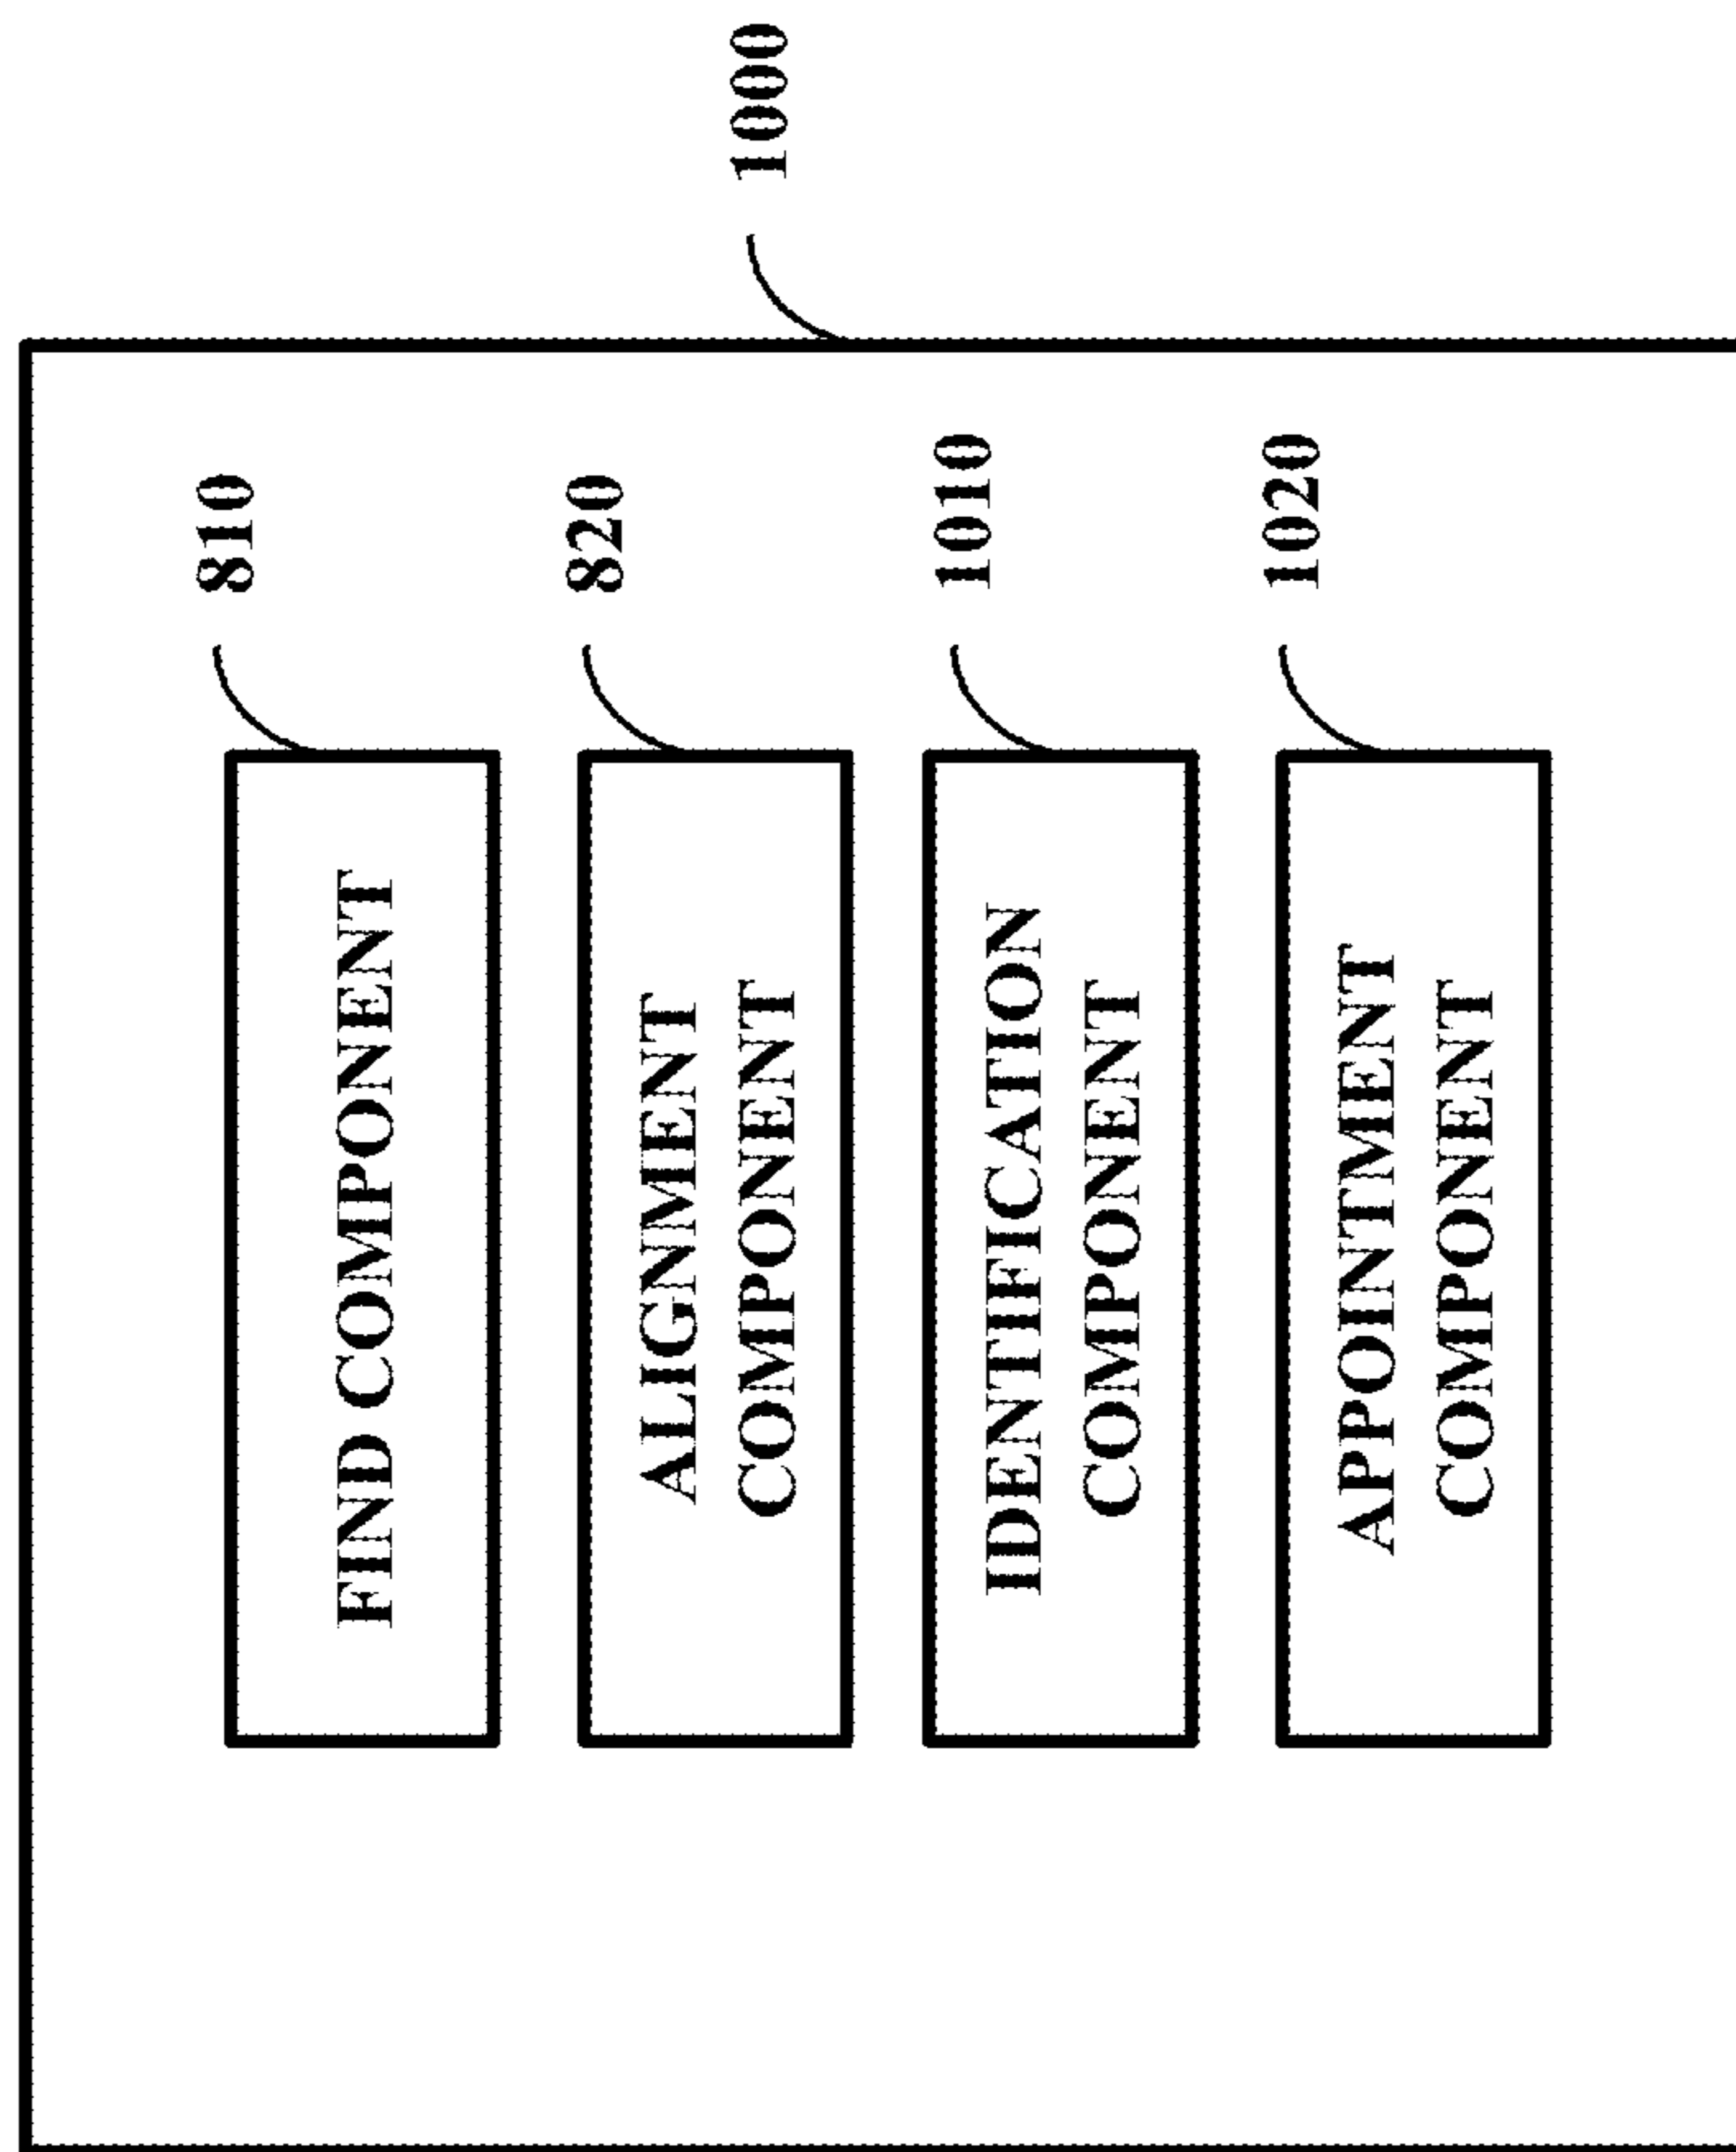 1000
810
FIND COMPONENT
820
ALIGNMENT
COMPONENT
1010
IDENTIFICATION
COMPONENT
1020
APPOINTMENT
COMPONENT